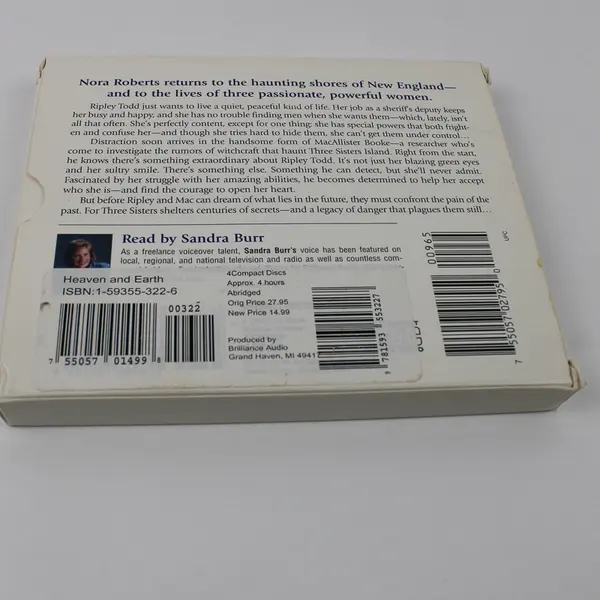 Nora Roberts returns to the haunting shores of New England—
and to the lives of three passionate, powerful women.
Ripley Todd just wants to live a quiet, peaceful kind of life. Her job as a sheriff's deputy keeps
her busy and happy, and she has no trouble finding men when she wants them—which, lately, isn't
all that often. She's perfectly content, except for one thing: she has special powers that both fright-
en and confuse her—and though she tries hard to hide them, she can't get them under control...
Distraction soon arrives in the handsome form of MacAllister Booke—a researcher who's
come to investigate the rumors of witchcraft that haunt Three Sisters Island. Right from the start,
he knows there's something extraordinary about Ripley Todd. It's not just her blazing green eyes
and her sultry smile. There's something else. Something he can detect, but she'll never admit.
Fascinated by her struggle with her amazing abilities, he becomes determined to help her accept
who she is—and find the courage to open her heart.
But before Ripley and Mac can dream of what lies in the future, they must confront the pain of the
past. For Three Sisters shelters centuries of secrets—and a legacy of danger that plagues them still...
Read by Sandra Burr
As a freelance voiceover talent, Sandra Burr's voice has been featured on
local, regional, and national television and radio as well as countless com-
Heaven and Earth
ISBN:1-59355-322-6
4Compact Discs
Approx. 4 hours
Abridged
Orig Price 27.95
New Price 14.99
Produced by
Brilliance Audio
Grand Haven, MI 4941
00322
7 55057 01499 8
9 781593 553227
00965
UPC
7 55057 02795 0